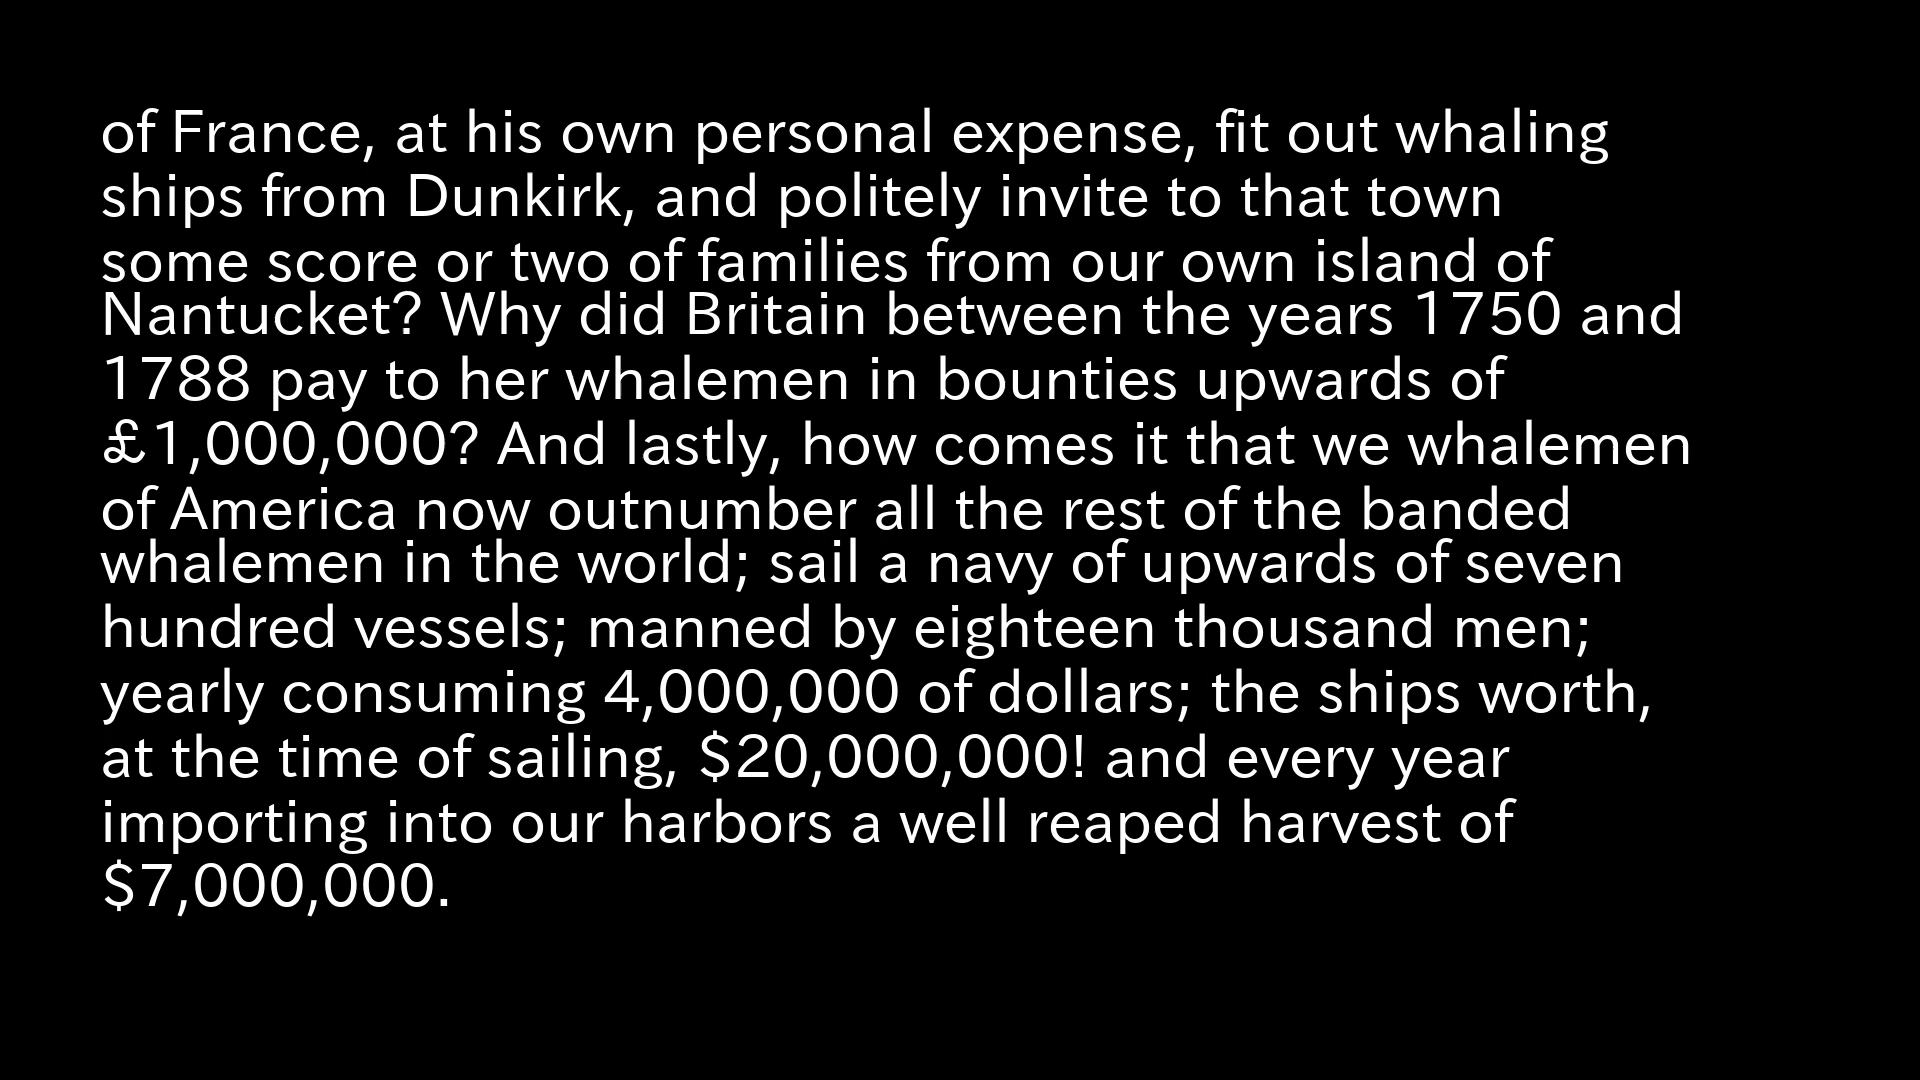 of France, at his own personal expense, fit out whaling
ships from Dunkirk, and politely invite to that town
some score or two of families from our own island of
Nantucket? Why did Britain between the years 1750 and
1788 pay to her whalemen in bounties upwards of
£1,000,000? And lastly, how comes it that we whalemen
of America now outnumber all the rest of the banded
whalemen in the world; sail a navy of upwards of seven
hundred vessels; manned by eighteen thousand men;
yearly consuming 4,000,000 of dollars; the ships worth,
at the time of sailing, $20,000,000! and every year
importing into our harbors a well reaped harvest of
$7,000,000.